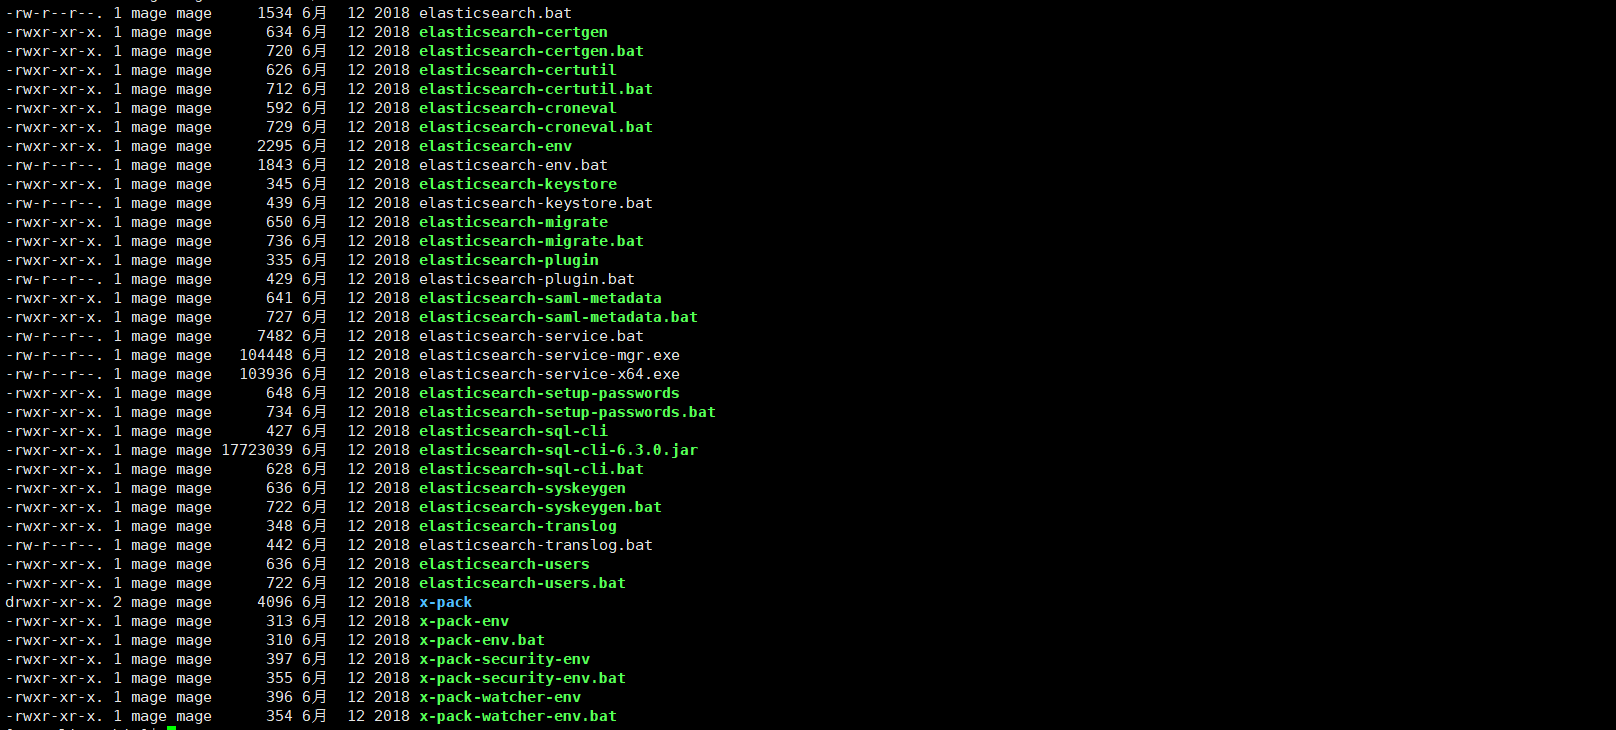 -rw-r--r--. 1 mage mage     1534 6月  12 2018 elasticsearch.bat
-rwxr-xr-x. 1 mage mage      634 6月  12 2018 elasticsearch-certgen
-rwxr-xr-x. 1 mage mage      720 6月  12 2018 elasticsearch-certgen.bat
-rwxr-xr-x. 1 mage mage      626 6月  12 2018 elasticsearch-certutil
-rwxr-xr-x. 1 mage mage      712 6月  12 2018 elasticsearch-certutil.bat
-rwxr-xr-x. 1 mage mage      592 6月  12 2018 elasticsearch-croneval
-rwxr-xr-x. 1 mage mage      729 6月  12 2018 elasticsearch-croneval.bat
-rwxr-xr-x. 1 mage mage     2295 6月  12 2018 elasticsearch-env
-rw-r--r--. 1 mage mage     1843 6月  12 2018 elasticsearch-env.bat
-rwxr-xr-x. 1 mage mage      345 6月  12 2018 elasticsearch-keystore
-rw-r--r--. 1 mage mage      439 6月  12 2018 elasticsearch-keystore.bat
-rwxr-xr-x. 1 mage mage      650 6月  12 2018 elasticsearch-migrate
-rwxr-xr-x. 1 mage mage      736 6月  12 2018 elasticsearch-migrate.bat
-rwxr-xr-x. 1 mage mage      335 6月  12 2018 elasticsearch-plugin
-rw-r--r--. 1 mage mage      429 6月  12 2018 elasticsearch-plugin.bat
-rwxr-xr-x. 1 mage mage      641 6月  12 2018 elasticsearch-saml-metadata
-rwxr-xr-x. 1 mage mage      727 6月  12 2018 elasticsearch-saml-metadata.bat
-rw-r--r--. 1 mage mage     7482 6月  12 2018 elasticsearch-service.bat
-rw-r--r--. 1 mage mage   104448 6月  12 2018 elasticsearch-service-mgr.exe
-rw-r--r--. 1 mage mage   103936 6月  12 2018 elasticsearch-service-x64.exe
-rwxr-xr-x. 1 mage mage      648 6月  12 2018 elasticsearch-setup-passwords
-rwxr-xr-x. 1 mage mage      734 6月  12 2018 elasticsearch-setup-passwords.bat
-rwxr-xr-x. 1 mage mage      427 6月  12 2018 elasticsearch-sql-cli
-rwxr-xr-x. 1 mage mage 17723039 6月  12 2018 elasticsearch-sql-cli-6.3.0.jar
-rwxr-xr-x. 1 mage mage      628 6月  12 2018 elasticsearch-sql-cli.bat
-rwxr-xr-x. 1 mage mage      636 6月  12 2018 elasticsearch-syskeygen
-rwxr-xr-x. 1 mage mage      722 6月  12 2018 elasticsearch-syskeygen.bat
-rwxr-xr-x. 1 mage mage      348 6月  12 2018 elasticsearch-translog
-rw-r--r--. 1 mage mage      442 6月  12 2018 elasticsearch-translog.bat
-rwxr-xr-x. 1 mage mage      636 6月  12 2018 elasticsearch-users
-rwxr-xr-x. 1 mage mage      722 6月  12 2018 elasticsearch-users.bat
drwxr-xr-x. 2 mage mage     4096 6月  12 2018 x-pack
-rwxr-xr-x. 1 mage mage      313 6月  12 2018 x-pack-env
-rwxr-xr-x. 1 mage mage      310 6月  12 2018 x-pack-env.bat
-rwxr-xr-x. 1 mage mage      397 6月  12 2018 x-pack-security-env
-rwxr-xr-x. 1 mage mage      355 6月  12 2018 x-pack-security-env.bat
-rwxr-xr-x. 1 mage mage      396 6月  12 2018 x-pack-watcher-env
-rwxr-xr-x. 1 mage mage      354 6月  12 2018 x-pack-watcher-env.bat